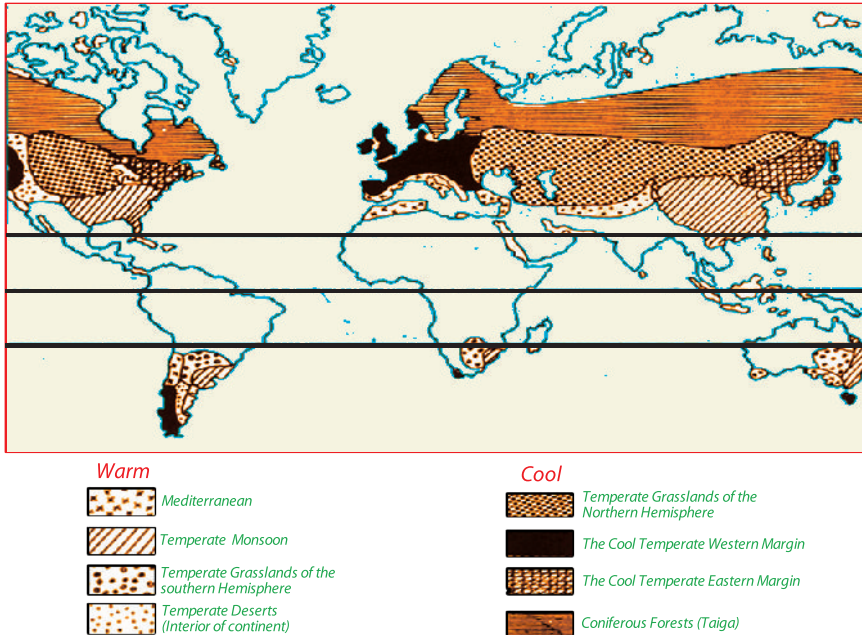 Warm
Mediterranean
Temperate Monsoon
Temperate Grasslands of the
southern Hemisphere
Temperate Deserts
(Interior of continent)
Cool
Temperate Grasslands of the
Northern Hemisphere
The Cool Temperate Western Margin
The Cool Temperate Eastern Margin
Coniferous Forests (Taiga)